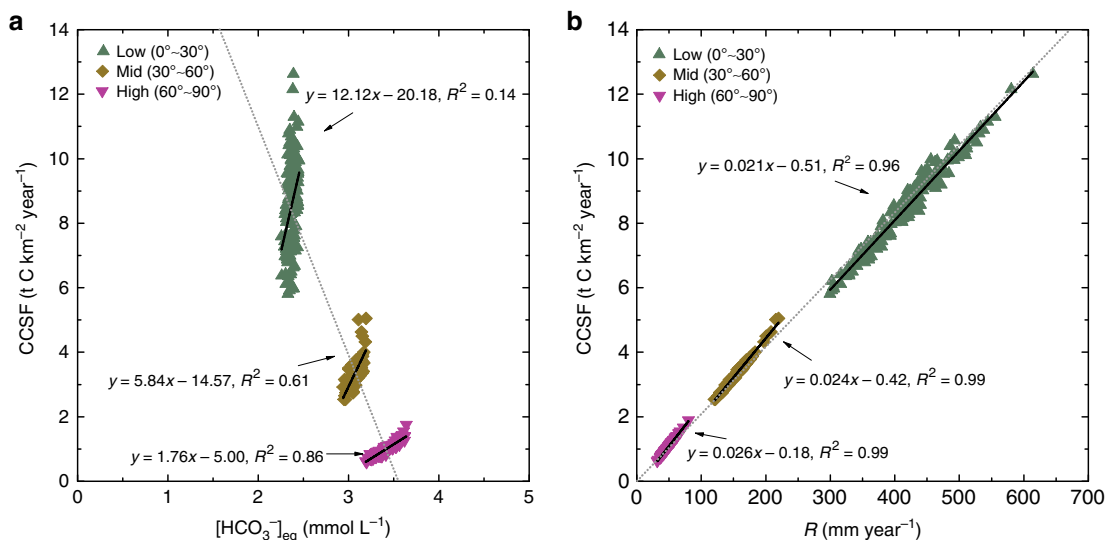 a
CCSF (t C km⁻² year⁻¹)
14
12
10
8
6
4
2
0
Low (0°~30°)
Mid (30°~60°)
High (60°~90°)
y = 12.12x – 20.18, R² = 0.14
y = 5.84x – 14.57, R² = 0.61
y = 1.76x – 5.00, R² = 0.86
0 1 2 3 4 5
[HCO₃⁻]eq (mmol L⁻¹)
b
CCSF (t C km⁻² year⁻¹)
14
12
10
8
6
4
2
0
Low (0°~30°)
Mid (30°~60°)
High (60°~90°)
y = 0.021x – 0.51, R² = 0.96
y = 0.024x – 0.42, R² = 0.99
y = 0.026x – 0.18, R² = 0.99
0 100 200 300 400 500 600 700
R (mm year⁻¹)